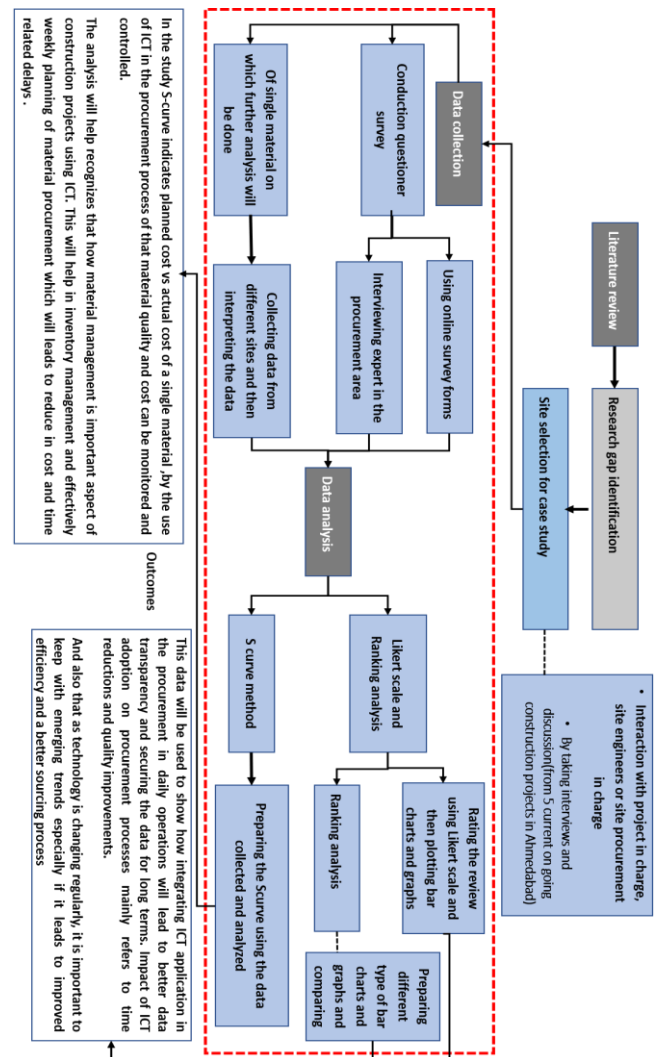 Literature review
Research gap identification
Site selection for case study
• Interaction with project in charge,
site engineers or site procurement
in charge
• By taking interviews and
discussion(from 5 current on going
construction projects in Ahmedabad)
Data collection
Conduction questioner
survey
Of single material on
which further analysis will
be done
Using online survey forms
Interviewing expert in the
procurement area
Collecting data from
different sites and then
interpreting the data
Data analysis
Likert scale and
Ranking analysis
S curve method
Rating the review
using Likert scale and
then plotting bar
charts and graphs
Ranking analysis
Preparing the Scurve using the data
collected and analyzed
Preparing
different
type of bar
charts and
graphs and
comparing
In the study S-curve indicates planned cost vs actual cost of a single material ,by the use
of ICT in the procurement process of that material quality and cost can be monitored and
controlled.
The analysis will help recognizes that how material management is important aspect of
construction projects using ICT. This will help in inventory management and effectively
weekly planning of material procurement which will leads to reduce in cost and time
related delays .
Outcomes
This data will be used to show how integrating ICT application in
the procurement in daily operations will lead to better data
transparency and securing the data for long terms. Impact of ICT
adoption on procurement processes mainly refers to time
reductions and quality improvements.
And also that as technology is changing regularly, it is important to
keep with emerging trends especially if it leads to improved
efficiency and a better sourcing process